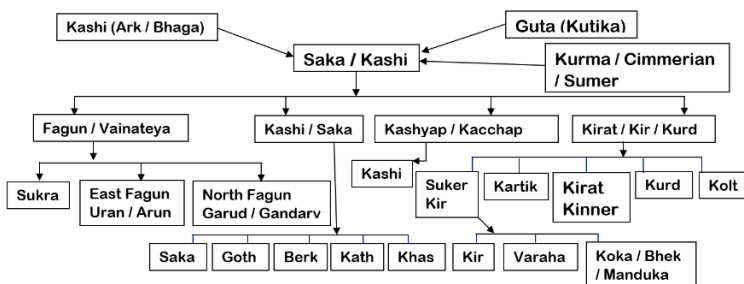 Kashi (Ark / Bhaga)
Guta (Kutika)
Saka / Kashi
Kurma / Cimmerian
/ Sumer
Fagun / Vainateya
Kashi / Saka
Kashyap / Kacchap
Kirat / Kir / Kurd
Sukra
East Fagun
Uran / Arun
North Fagun
Garud / Gandarv
Kashi
Suker
Kir
Kartik
Kirat
Kinner
Kurd
Kolt
Saka
Goth
Berk
Kath
Khas
Kir
Varaha
Koka / Bhek
/ Manduka